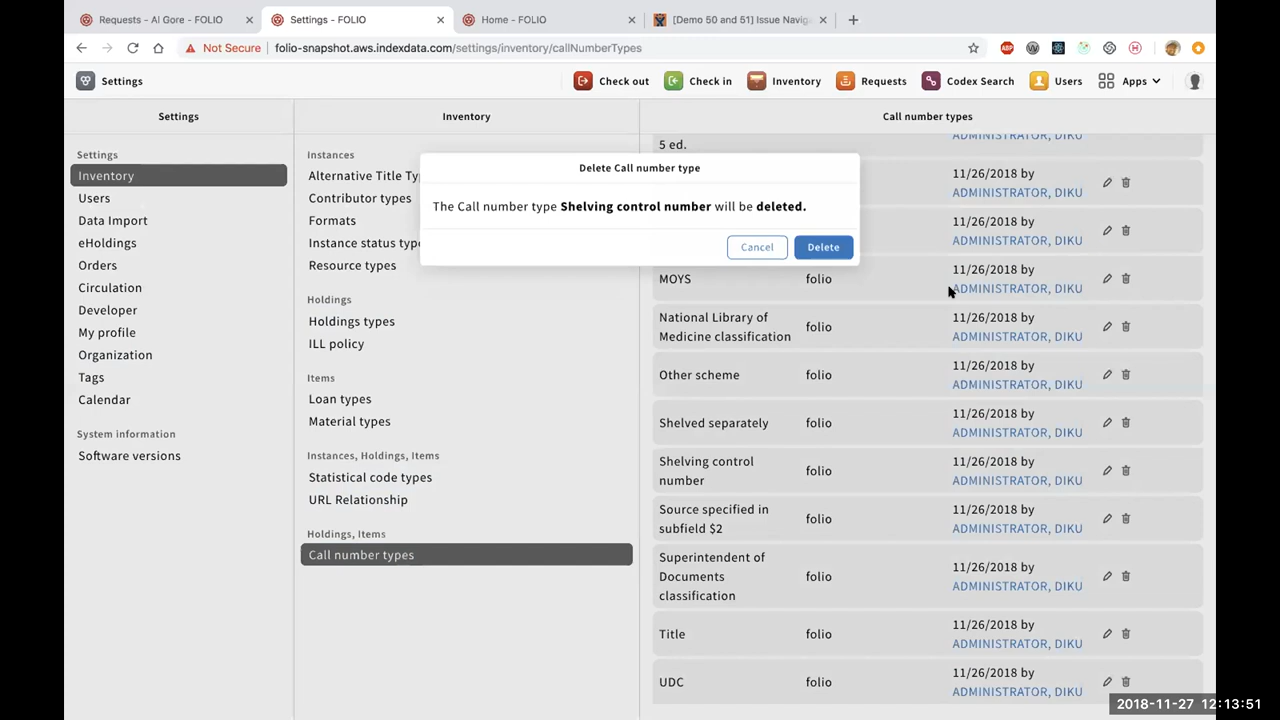 Requests - Al Gore - FOLIO
Settings - FOLIO
Home - FOLIO
[Demo 50 and 51] Issue Naviga
Not Secure
folio-snapshot.aws.indexdata.com/settings/inventory/callNumberTypes
ABP
Settings
Check out
Check in
Inventory
Requests
Codex Search
Users
Apps
Settings
Settings
Inventory
Users
Data Import
eHoldings
Orders
Circulation
Developer
My profile
Organization
Tags
Calendar
System information
Software versions
Inventory
Instances
Alternative Title Typ
Contributor types
Formats
Instance status type
Resource types
Holdings
Holdings types
ILL policy
Items
Loan types
Material types
Instances, Holdings, Items
Statistical code types
URL Relationship
Holdings, Items
Call number types
Delete Call number type
The Call number type Shelving control number will be deleted.
Cancel
Delete
Call number types
ADMINISTRATOR, DIKU
5 ed.
11/26/2018 by
ADMINISTRATOR, DIKU
11/26/2018 by
ADMINISTRATOR, DIKU
MOYS
folio
11/26/2018 by
ADMINISTRATOR, DIKU
National Library of
Medicine classification
folio
11/26/2018 by
ADMINISTRATOR, DIKU
Other scheme
folio
11/26/2018 by
ADMINISTRATOR, DIKU
Shelved separately
folio
11/26/2018 by
ADMINISTRATOR, DIKU
Shelving control
number
folio
11/26/2018 by
ADMINISTRATOR, DIKU
Source specified in
subfield $2
folio
11/26/2018 by
ADMINISTRATOR, DIKU
Superintendent of
Documents
classification
folio
11/26/2018 by
ADMINISTRATOR, DIKU
Title
folio
11/26/2018 by
ADMINISTRATOR, DIKU
UDC
folio
11/26/2018 by
ADMINISTRATOR, DIKU
2018-11-27 12:13:51